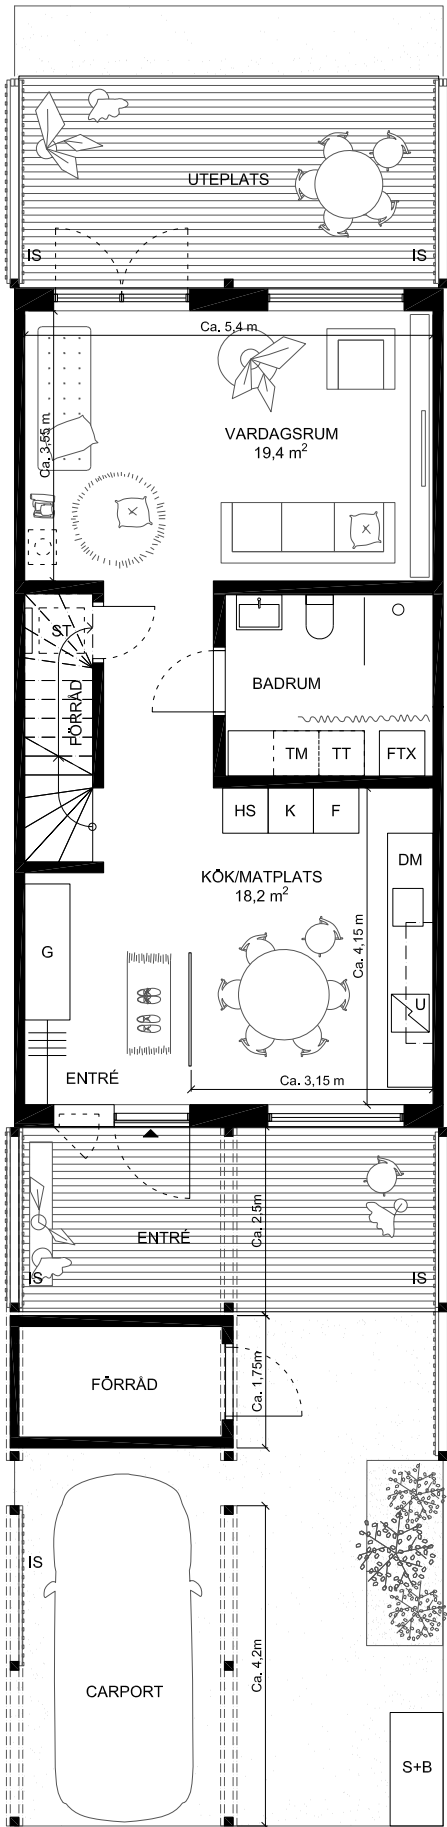 UTEPLATS
IS
IS
Ca. 5,4 m
Ca. 3,55 m
VARDAGSRUM
19,4 m²
ST
FÖRRÅD
BADRUM
TM
TT
FTX
HS
K
F
DM
KÖK/MATPLATS
18,2 m²
G
Ca. 4,15 m
U
ENTRÉ
Ca. 3,15 m
ENTRÉ
Ca. 2,5m
IS
IS
FÖRRÅD
Ca. 1,75m
IS
CARPORT
Ca. 4,2m
S+B